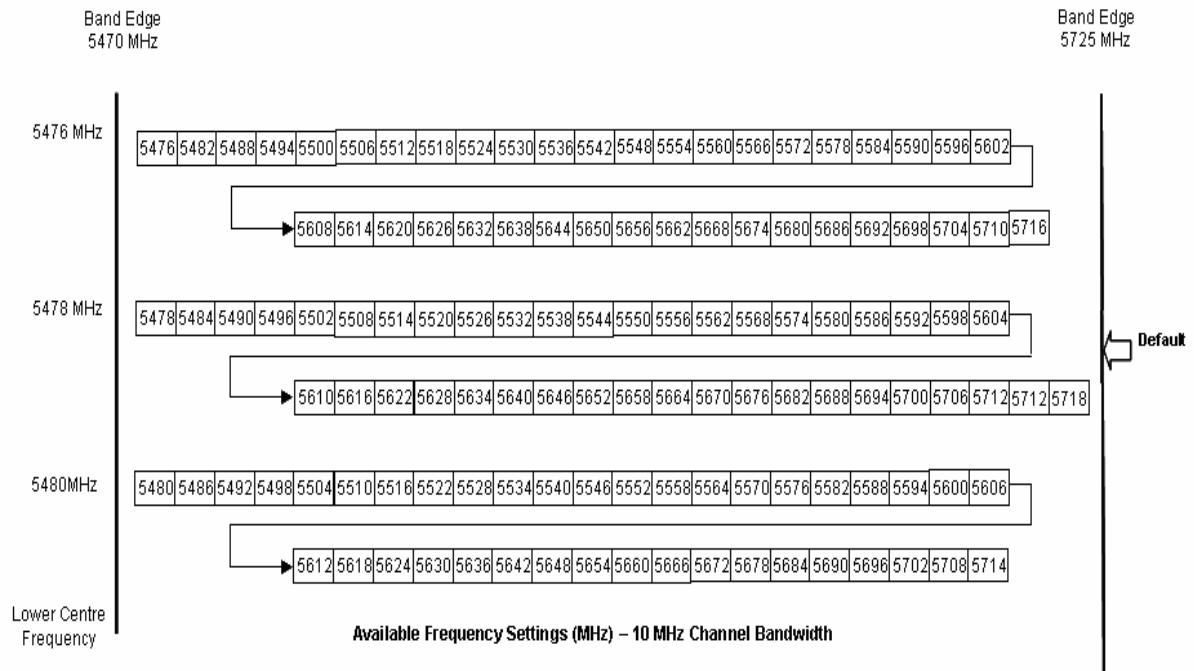 Band Edge
5470 MHz
Band Edge
5725 MHz
5476 MHz
5476 5482 5488 5494 5500 5506 5512 5518 5524 5530 5536 5542 5548 5554 5560 5566 5572 5578 5584 5590 5596 5602
5608 5614 5620 5626 5632 5638 5644 5650 5656 5662 5668 5674 5680 5686 5692 5698 5704 5710 5716
5478 MHz
5478 5484 5490 5496 5502 5508 5514 5520 5526 5532 5538 5544 5550 5556 5562 5568 5574 5580 5586 5592 5598 5604
Default
5610 5616 5622 5628 5634 5640 5646 5652 5658 5664 5670 5676 5682 5688 5694 5700 5706 5712 5712 5718
5480MHz
5480 5486 5492 5498 5504 5510 5516 5522 5528 5534 5540 5546 5552 5558 5564 5570 5576 5582 5588 5594 5600 5606
5612 5618 5624 5630 5636 5642 5648 5654 5660 5666 5672 5678 5684 5690 5696 5702 5708 5714
Lower Centre
Frequency
Available Frequency Settings (MHz) – 10 MHz Channel Bandwidth